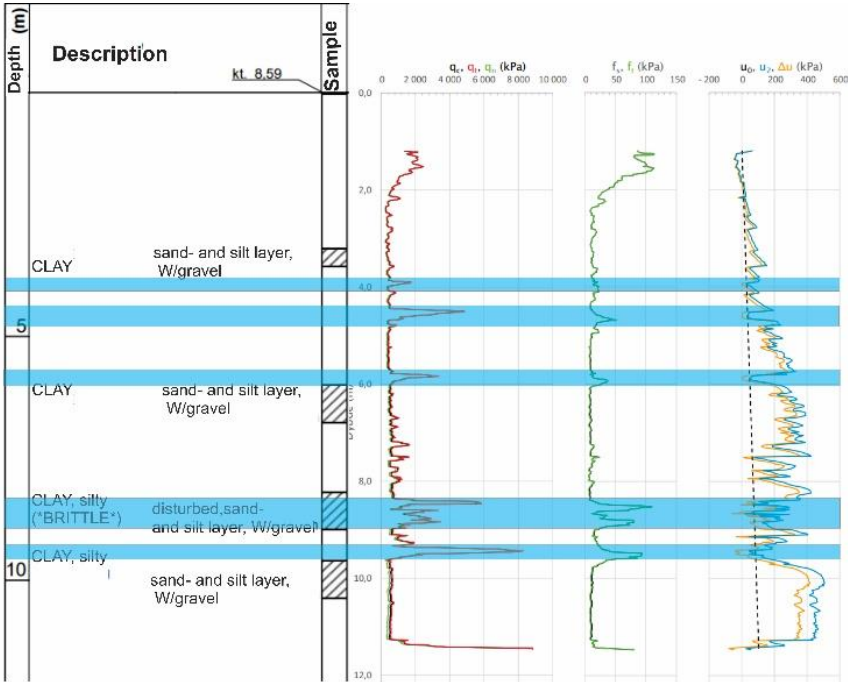 Depth (m)
Description
Sample
kt. 8.59
qc, qt, qn (kPa)
0 2 000 4 000 6 000 8 000 10 000
fs, ft (kPa)
0 50 100 150
u0, u2, Δu (kPa)
-200 0 200 400 600
0,0
2,0
CLAY
sand- and silt layer,
W/gravel
4,0
5
CLAY
sand- and silt layer,
W/gravel
6,0
8,0
CLAY, silty
(*BRITTLE*)
disturbed,sand-
and silt layer, W/gravel
CLAY, silty
10
sand- and silt layer,
W/gravel
10,0
12,0